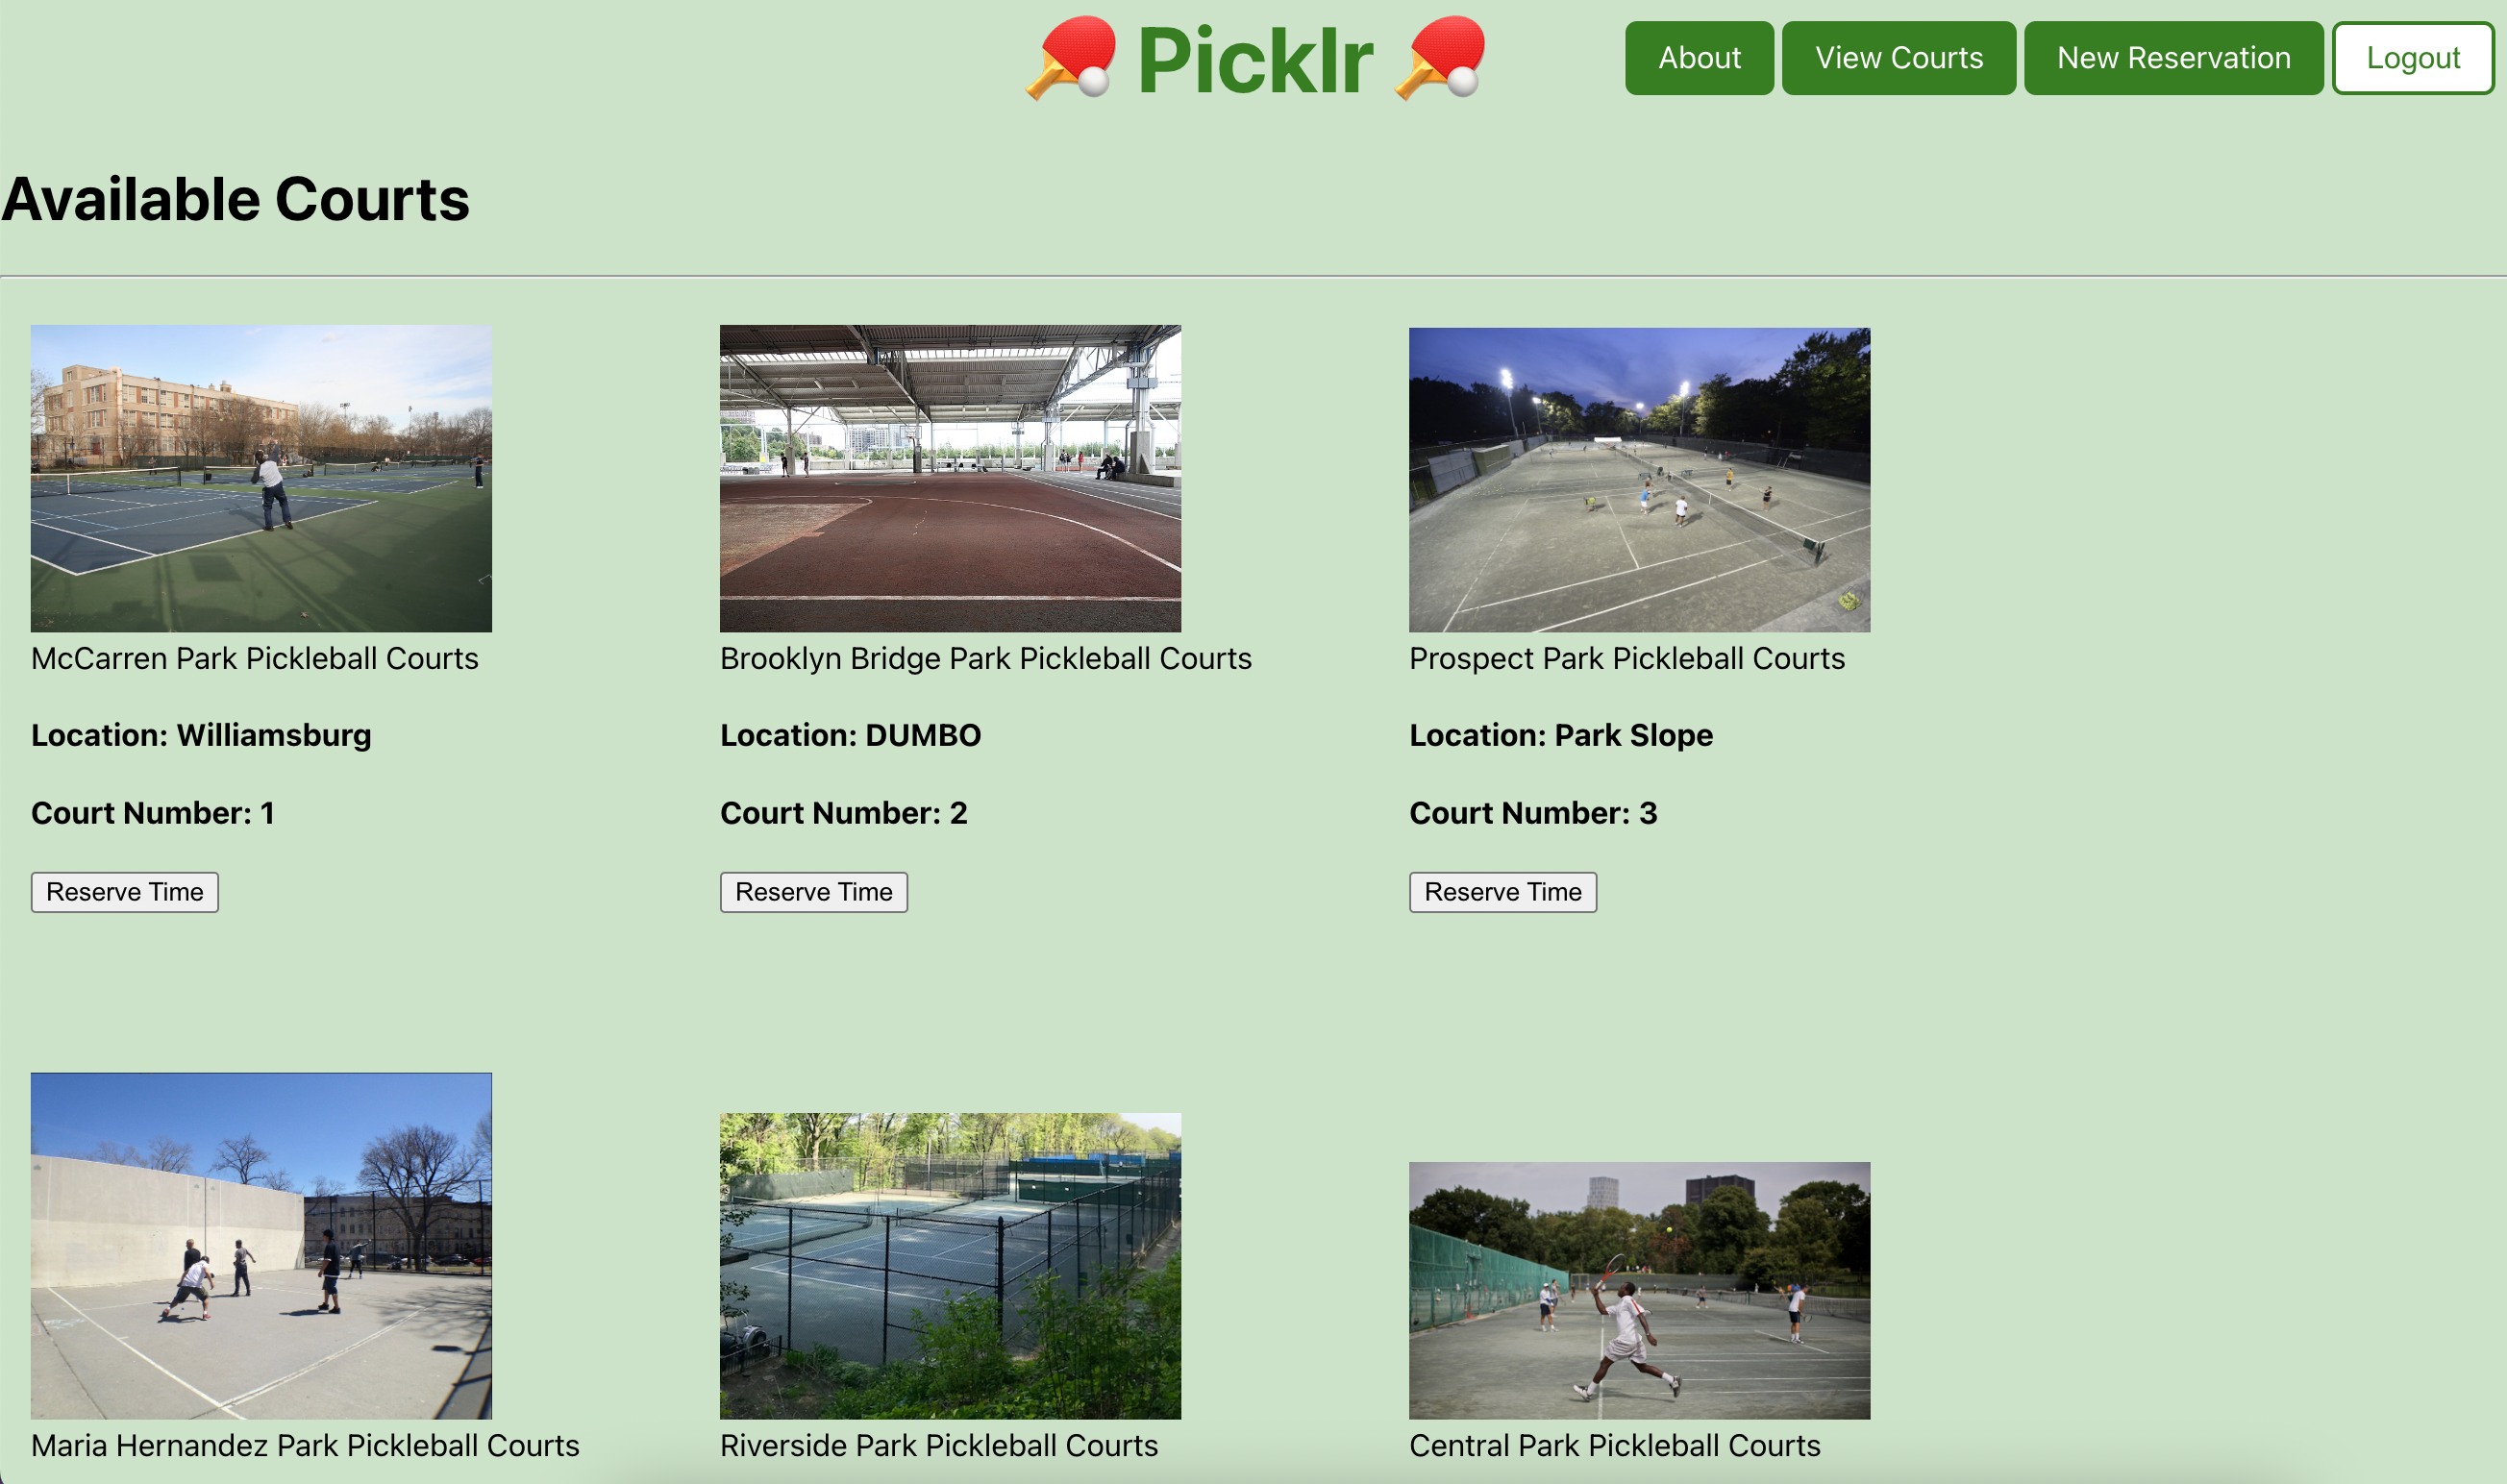 Picklr
About
View Courts
New Reservation
Logout
Available Courts
McCarren Park Pickleball Courts
Location: Williamsburg
Court Number: 1
Reserve Time
Brooklyn Bridge Park Pickleball Courts
Location: DUMBO
Court Number: 2
Reserve Time
Prospect Park Pickleball Courts
Location: Park Slope
Court Number: 3
Reserve Time
Maria Hernandez Park Pickleball Courts
Riverside Park Pickleball Courts
Central Park Pickleball Courts